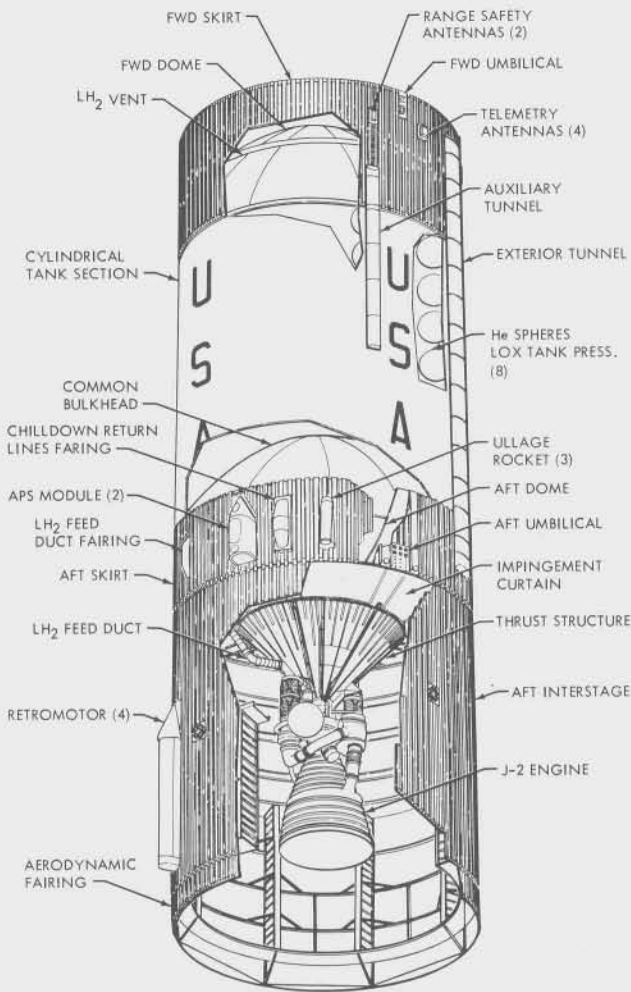 FWD SKIRT
FWD DOME
LH2 VENT
RANGE SAFETY
ANTENNAS (2)
FWD UMBILICAL
TELEMETRY
ANTENNAS (4)
AUXILIARY
TUNNEL
CYLINDRICAL
TANK SECTION
EXTERIOR TUNNEL
U
S
A
U
S
A
He SPHERES
LOX TANK PRESS.
(8)
COMMON
BULKHEAD
CHILLDOWN RETURN
LINES FARING
APS MODULE (2)
LH2 FEED
DUCT FAIRING
AFT SKIRT
LH2 FEED DUCT
RETROMOTOR (4)
AERODYNAMIC
FAIRING
ULLAGE
ROCKET (3)
AFT DOME
AFT UMBILICAL
IMPINGEMENT
CURTAIN
THRUST STRUCTURE
AFT INTERSTAGE
J-2 ENGINE